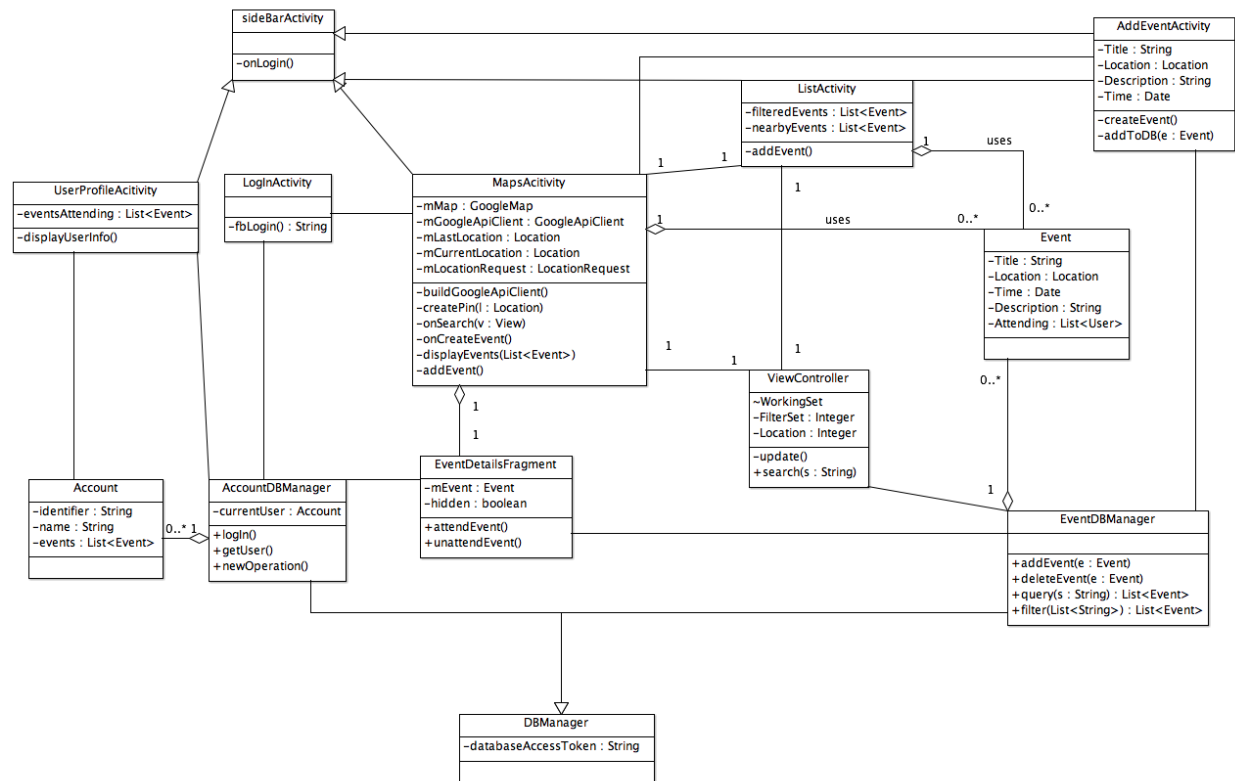 sideBarActivity
-onLogin()
AddEventActivity
-Title : String
-Location : Location
-Description : String
-Time : Date
-createEvent()
-addToDB(e : Event)
ListActivity
-filteredEvents : List<Event>
-nearbyEvents : List<Event>
-addEvent()
1
uses
1
1
1
0..*
UserProfileAcitivity
-eventsAttending : List<Event>
-displayUserInfo()
LogInActivity
-fbLogin() : String
MapsAcitivity
-mMap : GoogleMap
-mGoogleApiClient : GoogleApiClient
-mLastLocation : Location
-mCurrentLocation : Location
-mLocationRequest : LocationRequest
-buildGoogleApiClient()
-createPin(l : Location)
-onSearch(v : View)
-onCreateEvent()
-displayEvents(List<Event>)
-addEvent()
1
uses
0..*
Event
-Title : String
-Location : Location
-Time : Date
-Description : String
-Attending : List<User>
1
1
1
0..*
ViewController
~WorkingSet
-FilterSet : Integer
-Location : Integer
-update()
+search(s : String)
1
1
EventDetailsFragment
-mEvent : Event
-hidden : boolean
+attendEvent()
+unattendEvent()
Account
-identifier : String
-name : String
-events : List<Event>
0..*
1
AccountDBManager
-currentUser : Account
+logIn()
+getUser()
+newOperation()
1
EventDBManager
+addEvent(e : Event)
+deleteEvent(e : Event)
+query(s : String) : List<Event>
+filter(List<String>) : List<Event>
DBManager
-databaseAccessToken : String